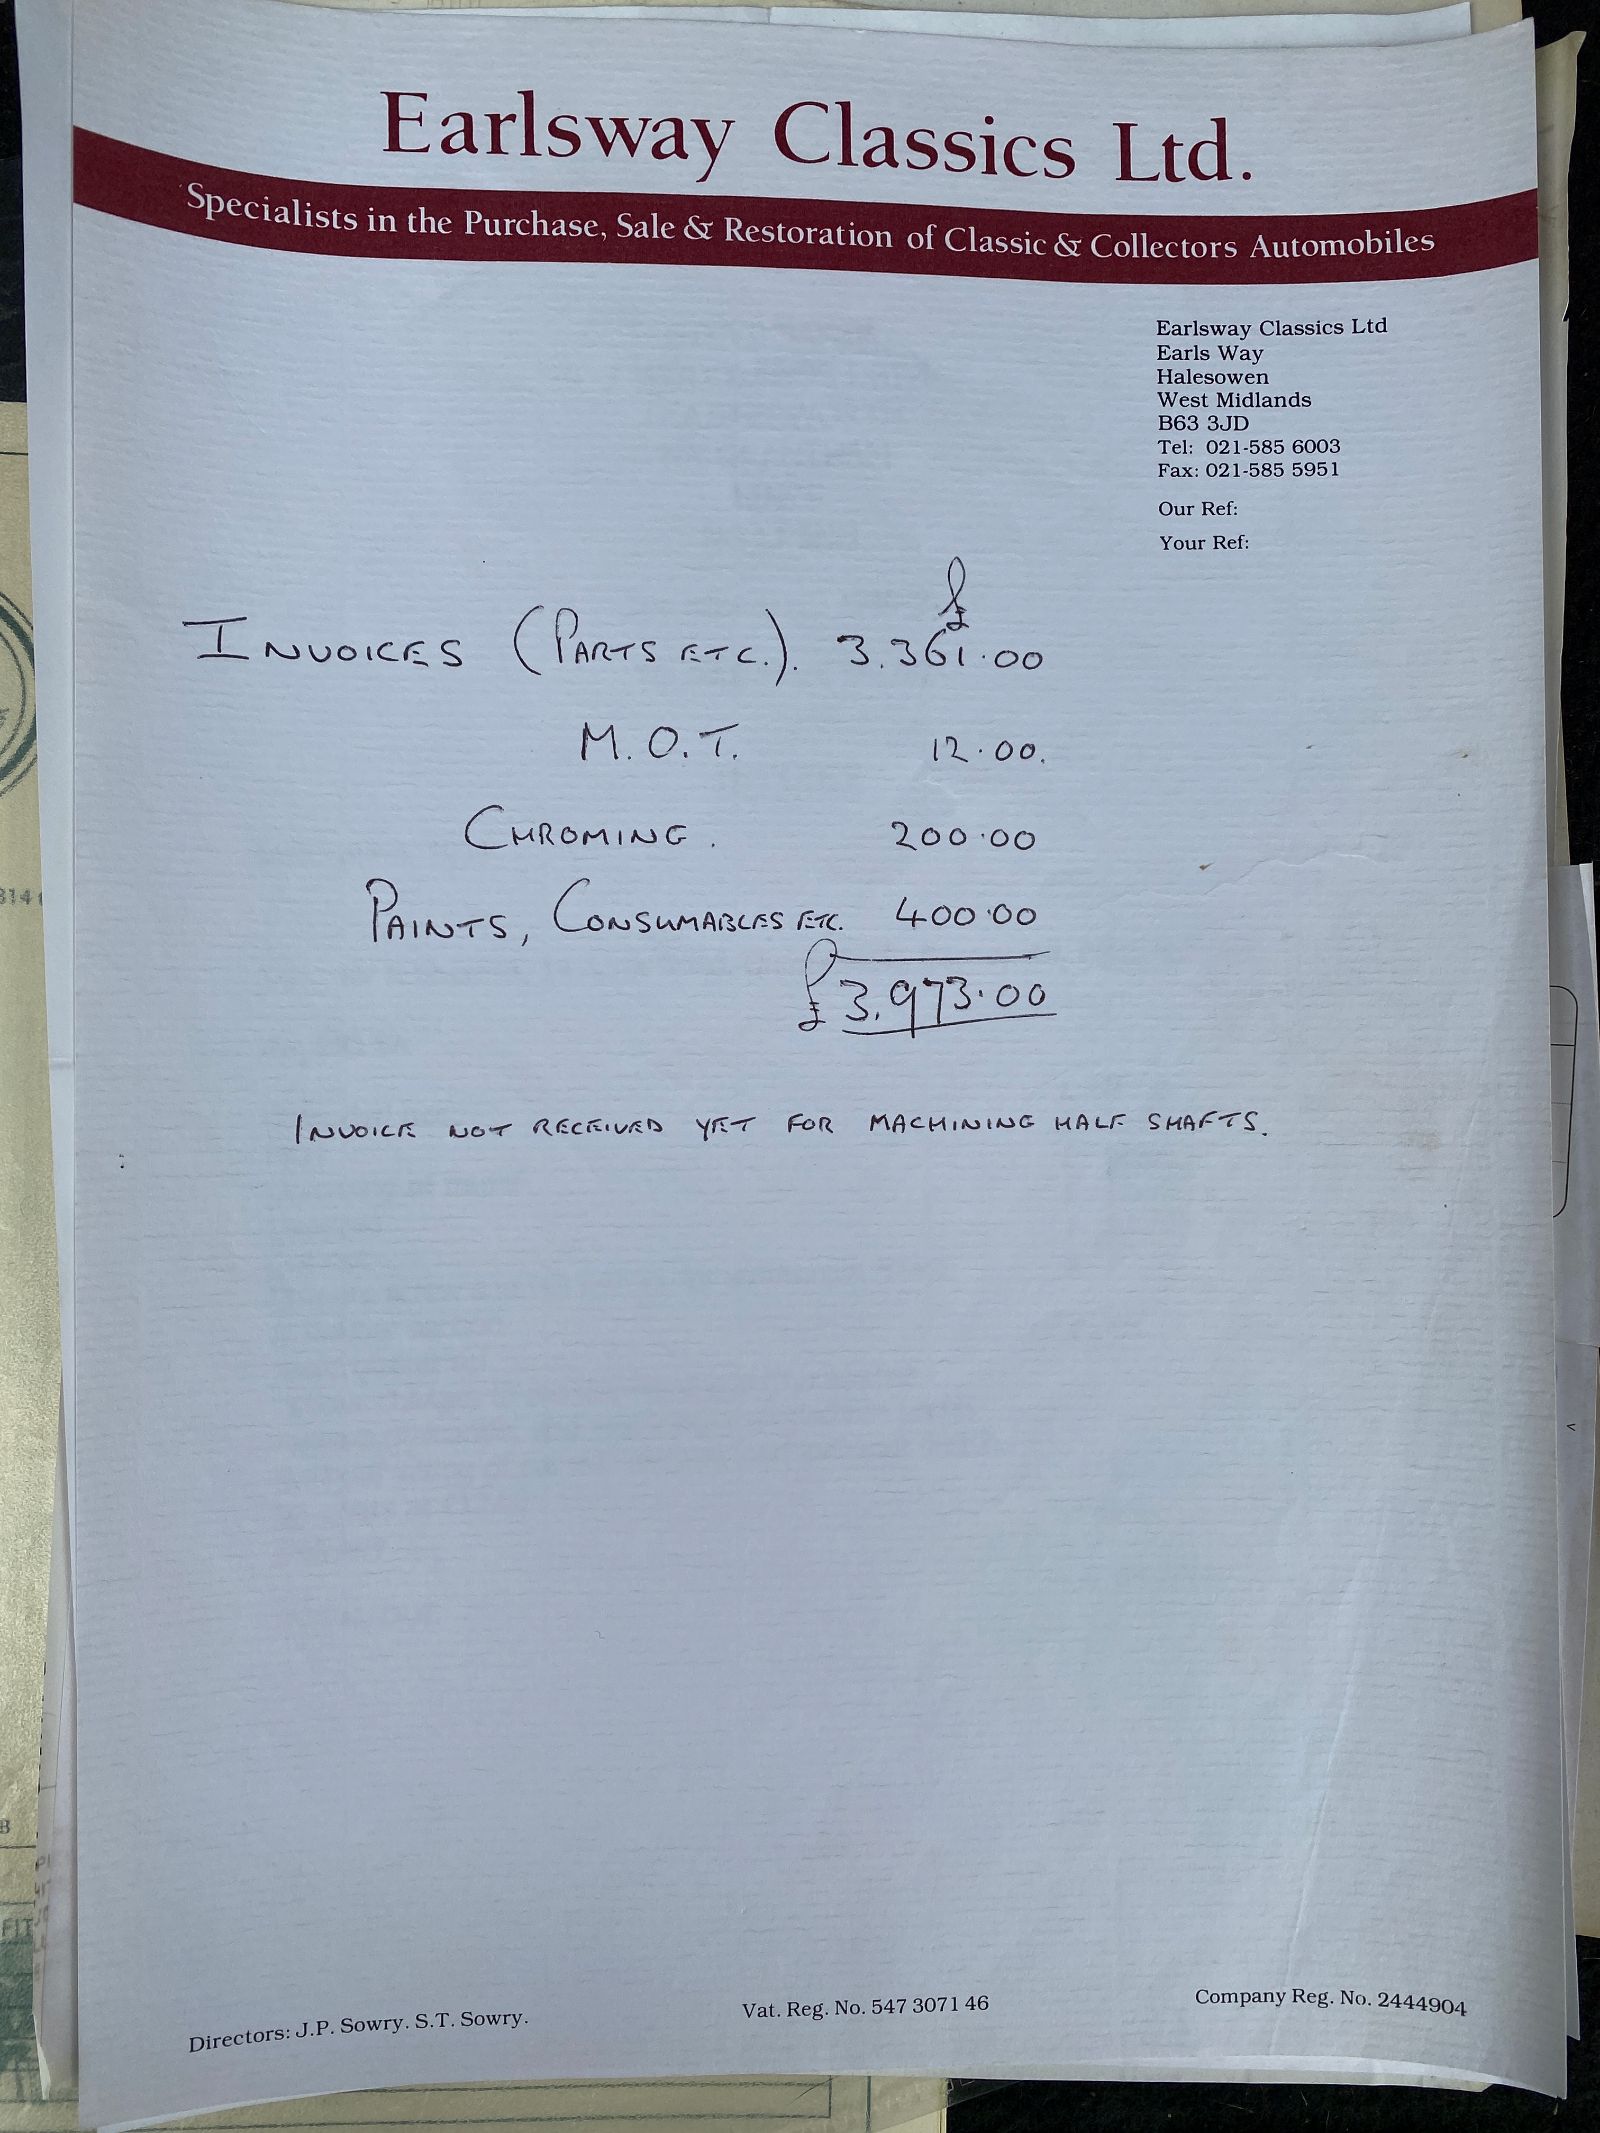 Earlsway Classics Ltd.
Specialists in the Purchase, Sale & Restoration of Classic & Collectors Automobiles
Earlsway Classics Ltd
Earls Way
Halesowen
West Midlands
B63 3JD
Tel: 021-585 6003
Fax: 021-585 5951
Our Ref:
Your Ref:
£
INVOICES (PARTS ETC.). 3.361.00
M.O.T. 12.00.
CHROMING. 200.00
PAINTS, CONSUMABLES ETC. 400.00
£3,973.00
INVOICE NOT RECEIVED YET FOR MACHINING HALF SHAFTS.
Directors: J.P. Sowry. S.T. Sowry.
Vat. Reg. No. 547 3071 46
Company Reg. No. 2444904
814
B
FIT